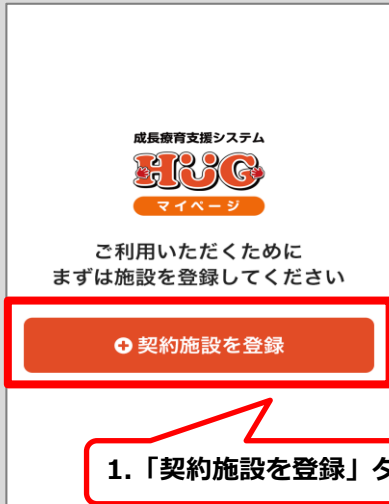 成長療育支援システム
HUG
マイページ
ご利用いただくために
まずは施設を登録してください
契約施設を登録
1.「契約施設を登録」